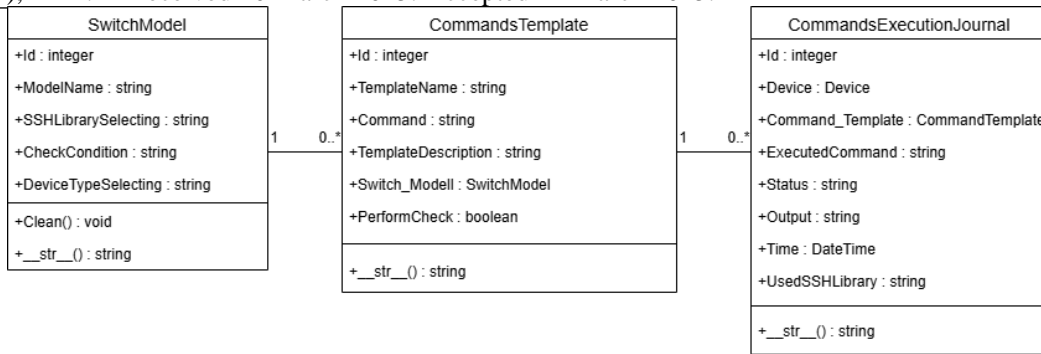 SwitchModel
+Id : integer
+ModelName : string
+SSHLibrarySelecting : string
+CheckCondition : string
+DeviceTypeSelecting : string
+Clean() : void
+__str__() : string
1 0..*
CommandsTemplate
+Id : integer
+TemplateName : string
+Command : string
+TemplateDescription : string
+Switch_Modell : SwitchModel
+PerformCheck : boolean
+__str__() : string
1 0..*
CommandsExecutionJournal
+Id : integer
+Device : Device
+Command_Template : CommandTemplate
+ExecutedCommand : string
+Status : string
+Output : string
+Time : DateTime
+UsedSSHLibrary : string
+__str__() : string